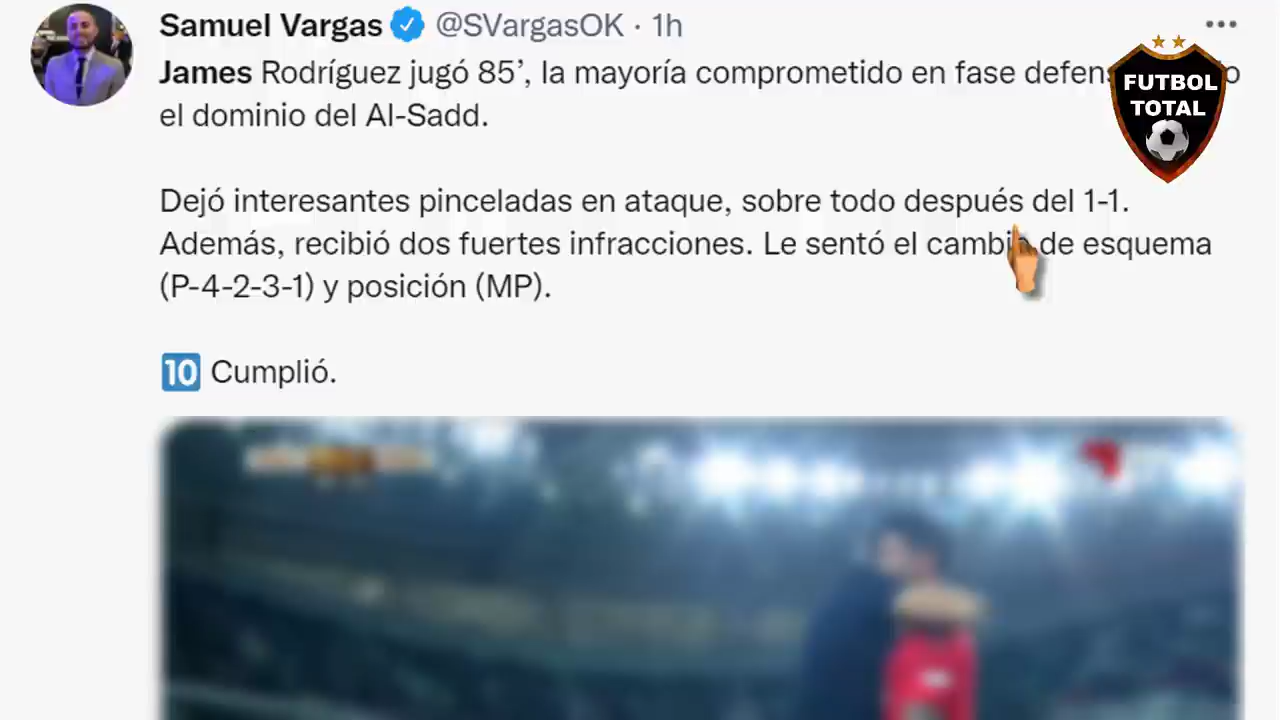 Samuel Vargas @SVargasOK · 1h
James Rodríguez jugó 85’, la mayoría comprometido en fase
el dominio del Al-Sadd.
Dejó interesantes pinceladas en ataque, sobre todo después del 1-1.
Además, recibió dos fuertes infracciones. Le sentó el cambio de esquema
(P-4-2-3-1) y posición (MP).
10 Cumplió.
FUTBOL
TOTAL